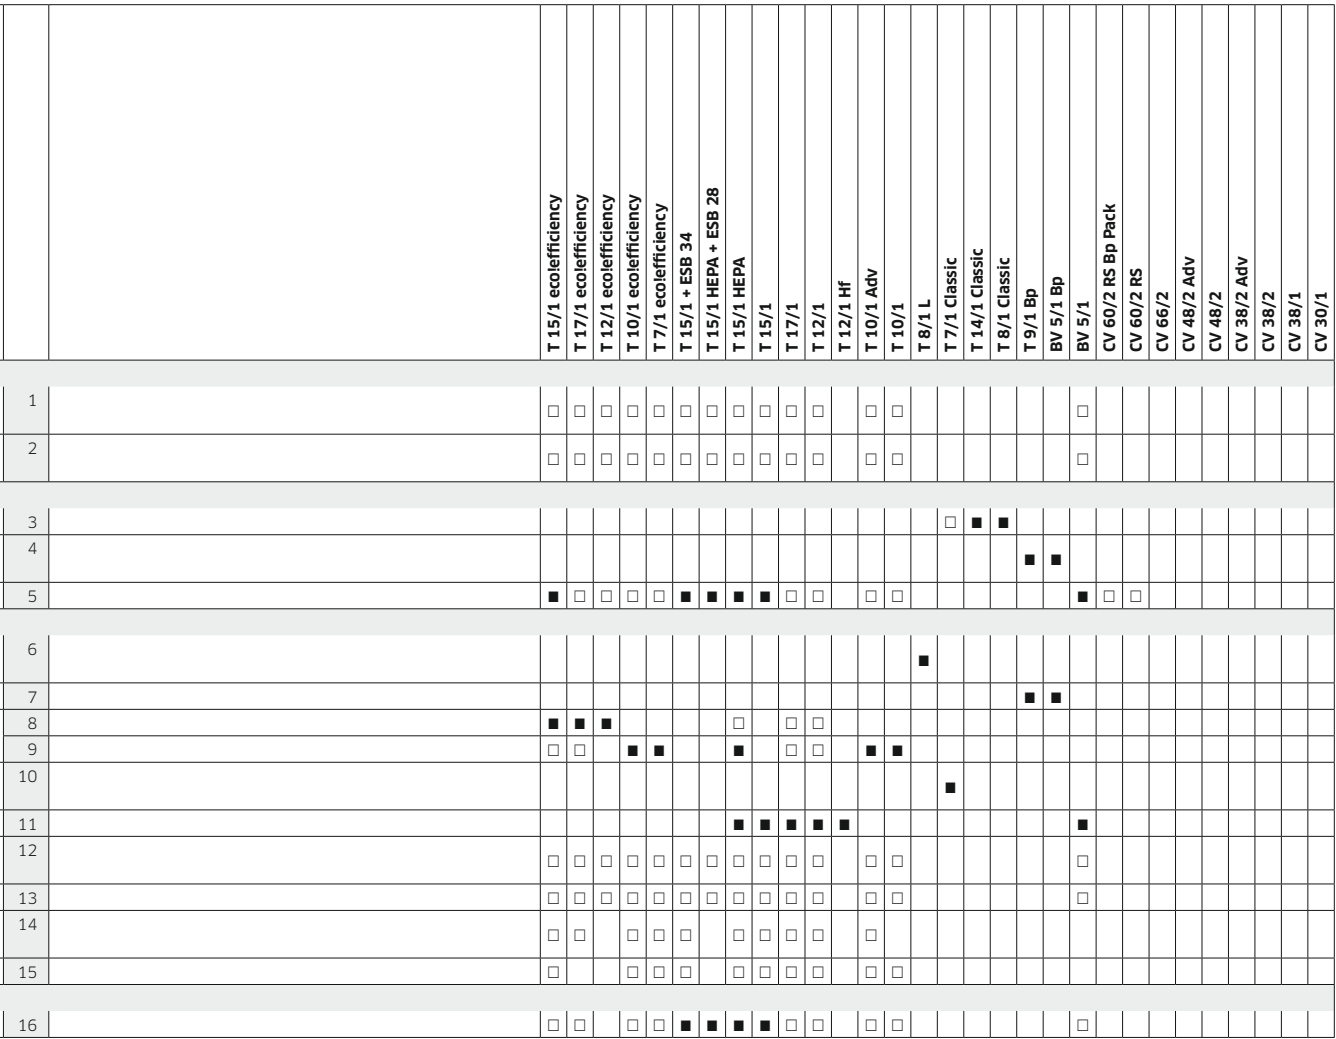 T 15/1 eco!efficiency
T 17/1 eco!efficiency
T 12/1 eco!efficiency
T 10/1 eco!efficiency
T 7/1 eco!efficiency
T 15/1 + ESB 34
T 15/1 HEPA + ESB 28
T 15/1 HEPA
T 15/1
T 17/1
T 12/1
T 12/1 Hf
T 10/1 Adv
T 10/1
T 8/1 L
T 7/1 Classic
T 14/1 Classic
T 8/1 Classic
T 9/1 Bp
BV 5/1 Bp
BV 5/1
CV 60/2 RS Bp Pack
CV 60/2 RS
CV 66/2
CV 48/2 Adv
CV 48/2
CV 38/2 Adv
CV 38/2
CV 38/1
CV 30/1
1 □ □ □ □ □ □ □ □ □ □ □ □ □ □
2 □ □ □ □ □ □ □ □ □ □ □ □ □ □
3 □ ■ ■
4 ■ ■
5 ■ □ □ □ □ ■ ■ ■ ■ □ □ □ □ ■ □ □
6 ■
7 ■ ■
8 ■ ■ ■ □ □ □
9 □ □ ■ ■ ■ □ □ ■ ■
10 ■
11 ■ ■ ■ ■ ■ ■
12 □ □ □ □ □ □ □ □ □ □ □ □ □ □
13 □ □ □ □ □ □ □ □ □ □ □ □ □ □
14 □ □ □ □ □ □ □ □ □ □
15 □ □ □ □ □ □ □ □ □ □
16 □ □ □ □ ■ ■ ■ ■ □ □ □ □ □